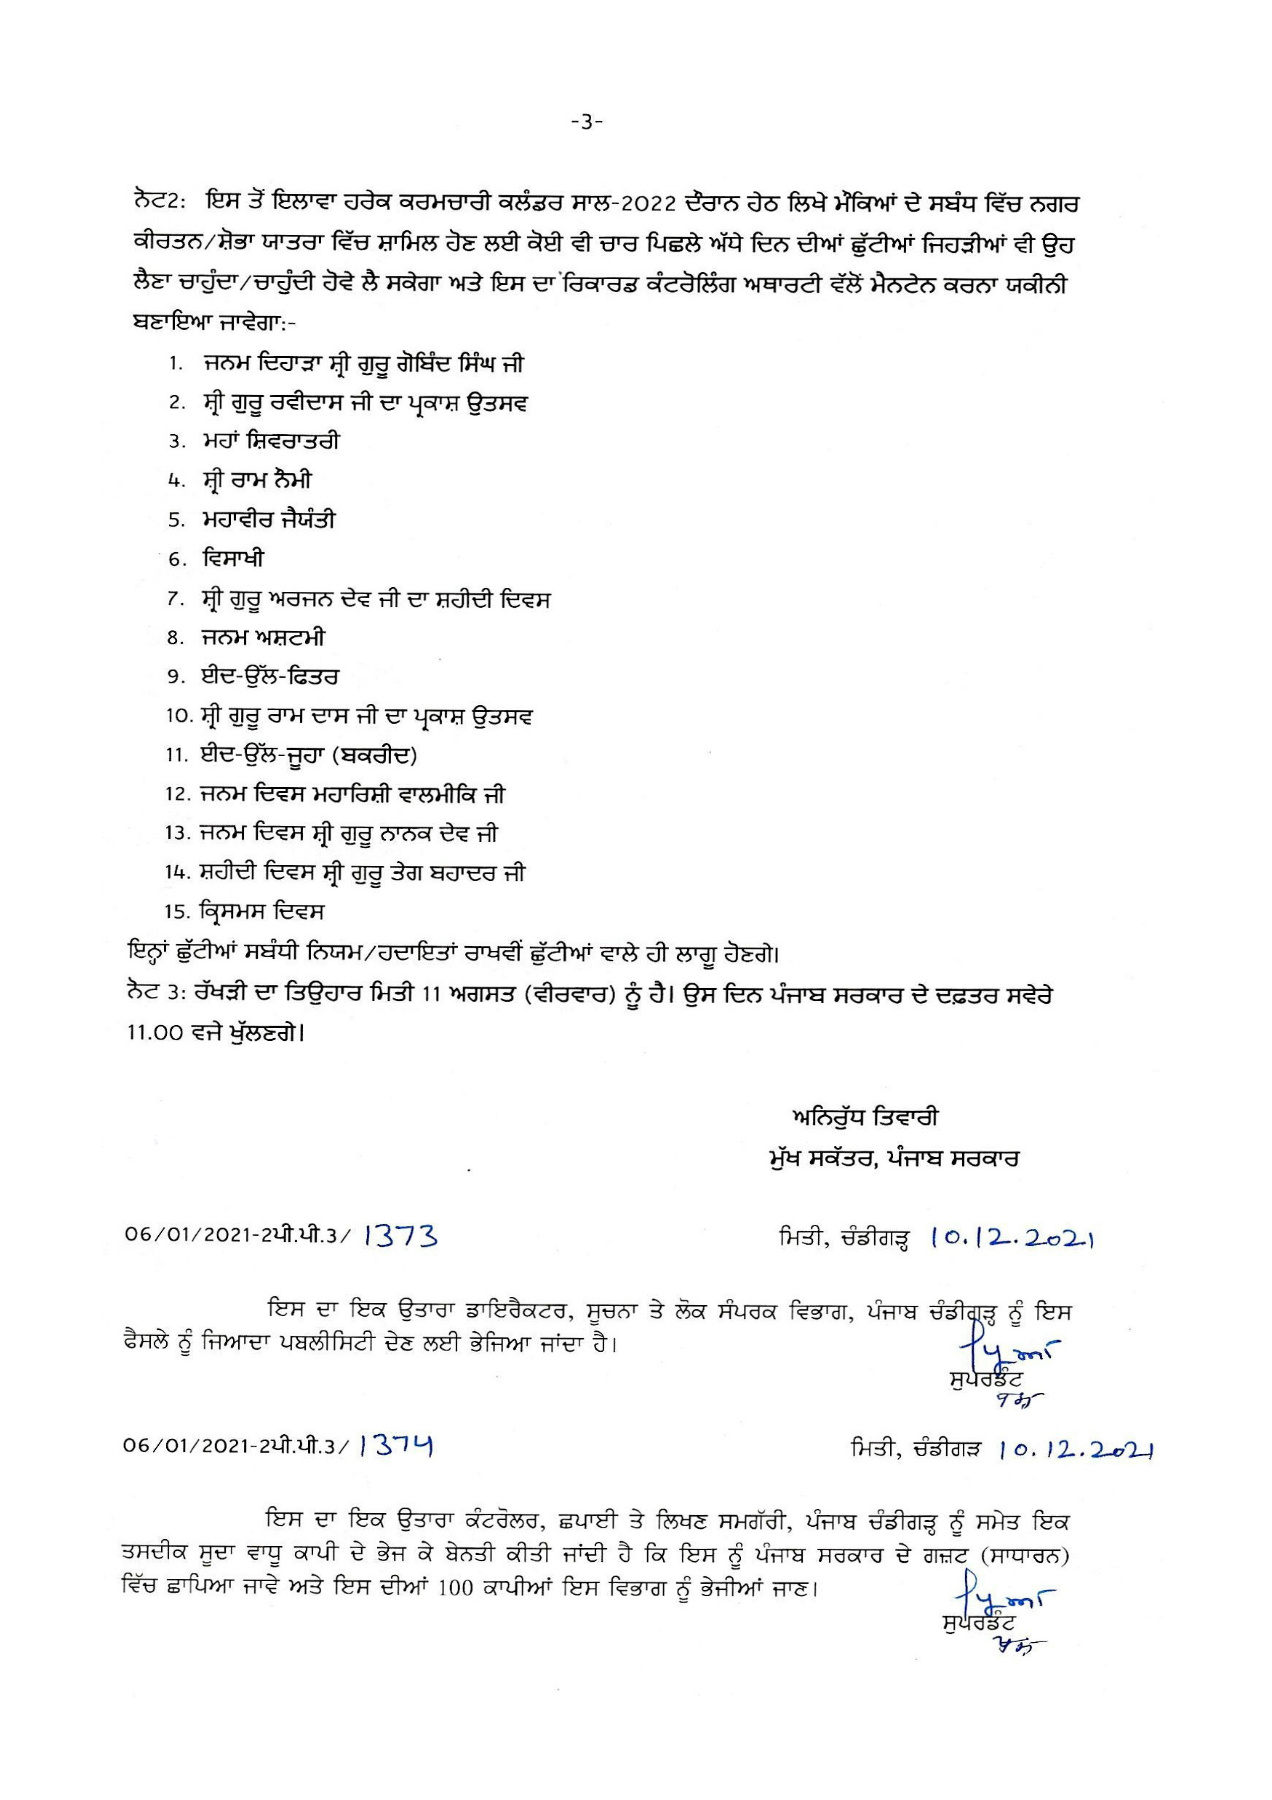 -3-
ਨੋਟ2: ਇਸ ਤੋਂ ਇਲਾਵਾ ਹਰੇਕ ਕਰਮਚਾਰੀ ਕਲੰਡਰ ਸਾਲ-2022 ਦੌਰਾਨ ਹੇਠ ਲਿਖੇ ਮੌਕਿਆਂ ਦੇ ਸਬੰਧ ਵਿੱਚ ਨਗਰ
ਕੀਰਤਨ/ਸ਼ੋਭਾ ਯਾਤਰਾ ਵਿੱਚ ਸ਼ਾਮਿਲ ਹੋਣ ਲਈ ਕੋਈ ਵੀ ਚਾਰ ਪਿਛਲੇ ਅੱਧੇ ਦਿਨ ਦੀਆਂ ਛੁੱਟੀਆਂ ਜਿਹੜੀਆਂ ਵੀ ਉਹ
ਲੈਣਾ ਚਾਹੁੰਦਾ/ਚਾਹੁੰਦੀ ਹੋਵੇ ਲੈ ਸਕੇਗਾ ਅਤੇ ਇਸ ਦਾ ਰਿਕਾਰਡ ਕੰਟਰੋਲਿੰਗ ਅਥਾਰਟੀ ਵੱਲੋਂ ਮੈਨਟੇਨ ਕਰਨਾ ਯਕੀਨੀ
ਬਣਾਇਆ ਜਾਵੇਗਾ:-
1. ਜਨਮ ਦਿਹਾੜਾ ਸ਼੍ਰੀ ਗੁਰੂ ਗੋਬਿੰਦ ਸਿੰਘ ਜੀ
2. ਸ਼੍ਰੀ ਗੁਰੂ ਰਵੀਦਾਸ ਜੀ ਦਾ ਪ੍ਰਕਾਸ਼ ਉਤਸਵ
3. ਮਹਾਂ ਸ਼ਿਵਰਾਤਰੀ
4. ਸ਼੍ਰੀ ਰਾਮ ਨੌਮੀ
5. ਮਹਾਵੀਰ ਜੈਯੰਤੀ
6. ਵਿਸਾਖੀ
7. ਸ਼੍ਰੀ ਗੁਰੂ ਅਰਜਨ ਦੇਵ ਜੀ ਦਾ ਸ਼ਹੀਦੀ ਦਿਵਸ
8. ਜਨਮ ਅਸ਼ਟਮੀ
9. ਈਦ-ਉੱਲ-ਫਿਤਰ
10. ਸ਼੍ਰੀ ਗੁਰੂ ਰਾਮ ਦਾਸ ਜੀ ਦਾ ਪ੍ਰਕਾਸ਼ ਉਤਸਵ
11. ਈਦ-ਉੱਲ-ਜੂਹਾ (ਬਕਰੀਦ)
12. ਜਨਮ ਦਿਵਸ ਮਹਾਰਿਸ਼ੀ ਵਾਲਮੀਕਿ ਜੀ
13. ਜਨਮ ਦਿਵਸ ਸ਼੍ਰੀ ਗੁਰੂ ਨਾਨਕ ਦੇਵ ਜੀ
14. ਸ਼ਹੀਦੀ ਦਿਵਸ ਸ਼੍ਰੀ ਗੁਰੂ ਤੇਗ ਬਹਾਦਰ ਜੀ
15. ਕ੍ਰਿਸਮਸ ਦਿਵਸ
ਇਨ੍ਹਾਂ ਛੁੱਟੀਆਂ ਸਬੰਧੀ ਨਿਯਮ/ਹਦਾਇਤਾਂ ਰਾਖਵੀਂ ਛੁੱਟੀਆਂ ਵਾਲੇ ਹੀ ਲਾਗੂ ਹੋਣਗੇ।
ਨੋਟ 3: ਰੱਖੜੀ ਦਾ ਤਿਉਹਾਰ ਮਿਤੀ 11 ਅਗਸਤ (ਵੀਰਵਾਰ) ਨੂੰ ਹੈ। ਉਸ ਦਿਨ ਪੰਜਾਬ ਸਰਕਾਰ ਦੇ ਦਫ਼ਤਰ ਸਵੇਰੇ
11.00 ਵਜੇ ਖੁੱਲਣਗੇ।
ਅਨਿਰੁੱਧ ਤਿਵਾਰੀ
ਮੁੱਖ ਸਕੱਤਰ, ਪੰਜਾਬ ਸਰਕਾਰ
06/01/2021-2ਪੀ.ਪੀ.3/ 1373 ਮਿਤੀ, ਚੰਡੀਗੜ੍ਹ 10.12.2021
ਇਸ ਦਾ ਇਕ ਉਤਾਰਾ ਡਾਇਰੈਕਟਰ, ਸੂਚਨਾ ਤੇ ਲੋਕ ਸੰਪਰਕ ਵਿਭਾਗ, ਪੰਜਾਬ ਚੰਡੀਗੜ੍ਹ ਨੂੰ ਇਸ
ਫੈਸਲੇ ਨੂੰ ਜਿਆਦਾ ਪਬਲੀਸਿਟੀ ਦੇਣ ਲਈ ਭੇਜਿਆ ਜਾਂਦਾ ਹੈ।
ਸੁਪਰਡੰਟ
06/01/2021-2ਪੀ.ਪੀ.3/ 1374 ਮਿਤੀ, ਚੰਡੀਗੜ 10.12.2021
ਇਸ ਦਾ ਇਕ ਉਤਾਰਾ ਕੰਟਰੋਲਰ, ਛਪਾਈ ਤੇ ਲਿਖਣ ਸਮਗੱਰੀ, ਪੰਜਾਬ ਚੰਡੀਗੜ੍ਹ ਨੂੰ ਸਮੇਤ ਇਕ
ਤਸਦੀਕ ਸੂਦਾ ਵਾਧੂ ਕਾਪੀ ਦੇ ਭੇਜ ਕੇ ਬੇਨਤੀ ਕੀਤੀ ਜਾਂਦੀ ਹੈ ਕਿ ਇਸ ਨੂੰ ਪੰਜਾਬ ਸਰਕਾਰ ਦੇ ਗਜ਼ਟ (ਸਾਧਾਰਨ)
ਵਿੱਚ ਛਾਪਿਆ ਜਾਵੇ ਅਤੇ ਇਸ ਦੀਆਂ 100 ਕਾਪੀਆਂ ਇਸ ਵਿਭਾਗ ਨੂੰ ਭੇਜੀਆਂ ਜਾਣ।
ਸੁਪਰਡੰਟ